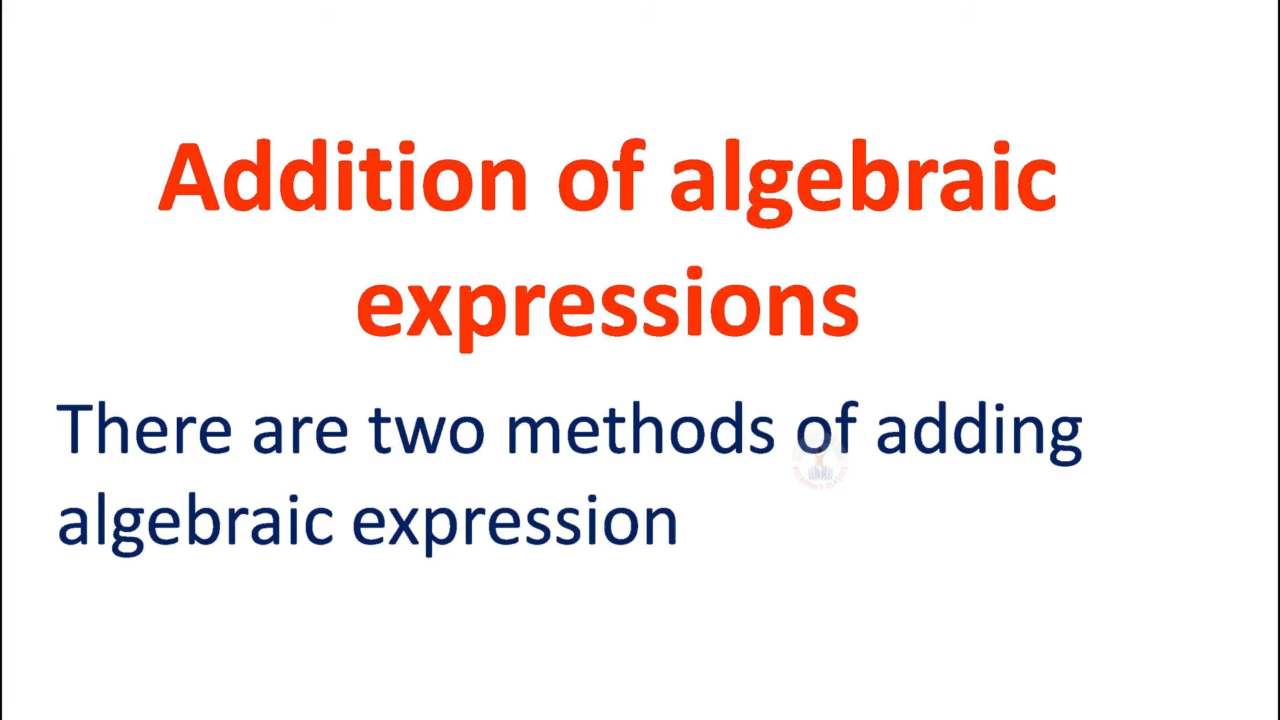 Addition of algebraic
expressions
There are two methods of adding
algebraic expression